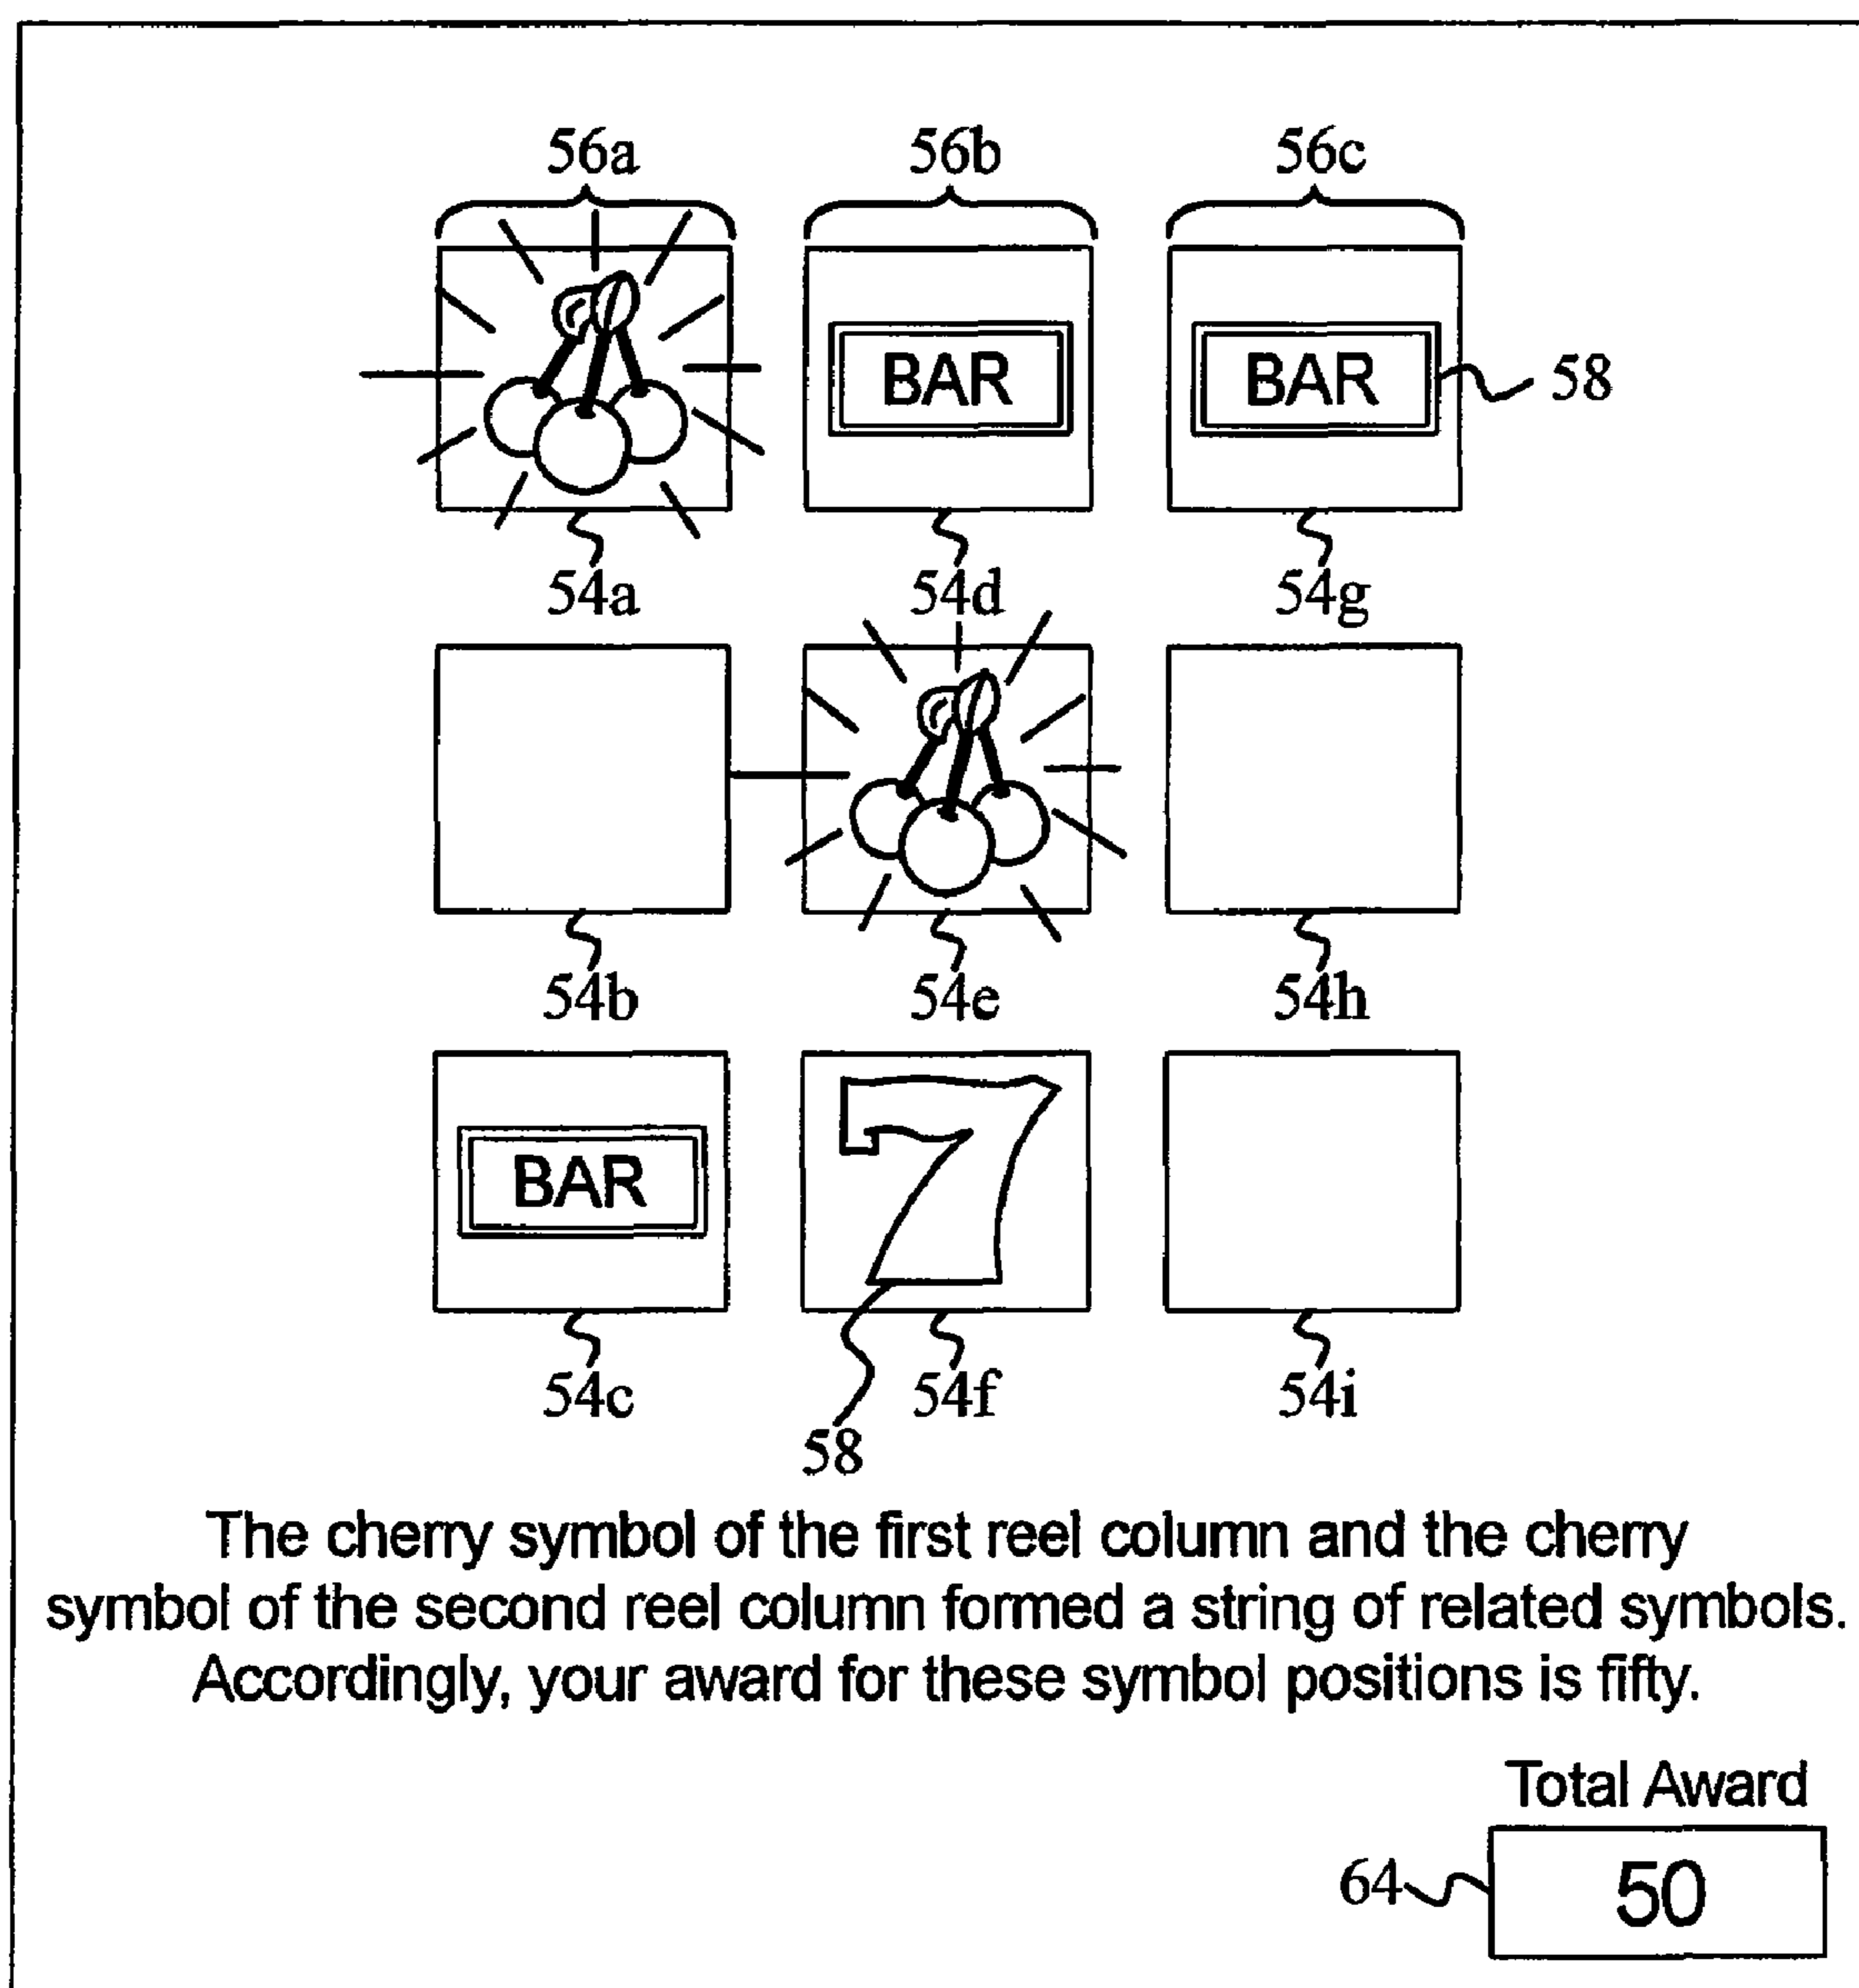 56a 56b 56c
BAR BAR 58
54a 54d 54g
54b 54e 54h
BAR 7
54c 54f 54i
58
The cherry symbol of the first reel column and the cherry
symbol of the second reel column formed a string of related symbols.
Accordingly, your award for these symbol positions is fifty.
Total Award
64 50